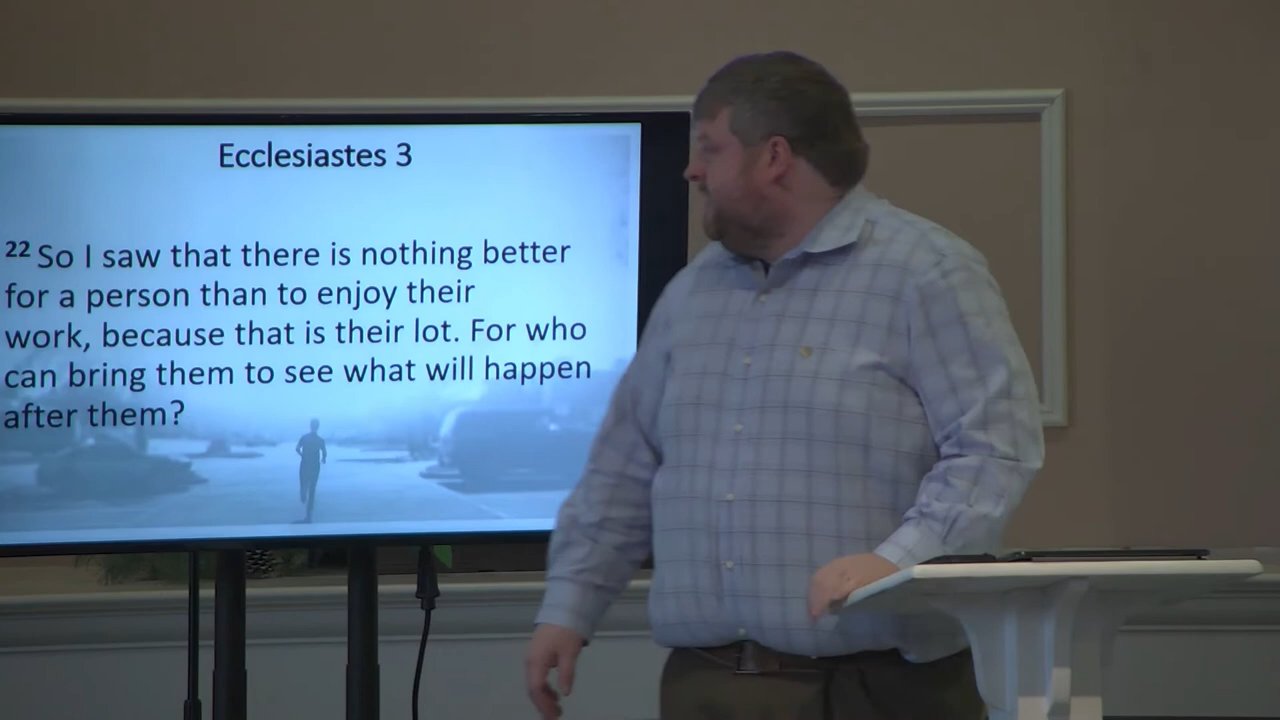 Ecclesiastes 3
22 So I saw that there is nothing better
for a person than to enjoy their
work, because that is their lot. For who
can bring them to see what will happen
after them?